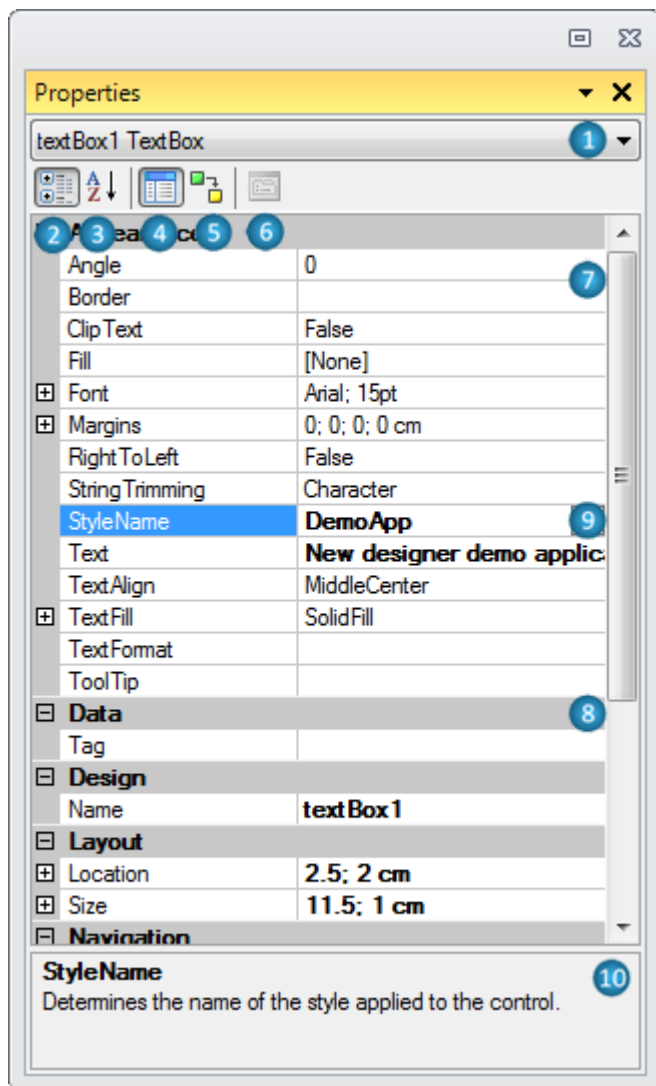 Properties
textBox1 TextBox 1
A Z
2 3 4 5 6
Angle 0 7
Border
ClipText False
Fill [None]
Font Arial; 15pt
Margins 0; 0; 0; 0 cm
RightToLeft False
StringTrimming Character
StyleName DemoApp 9
Text New designer demo applic
TextAlign MiddleCenter
TextFill SolidFill
TextFormat
ToolTip
Data 8
Tag
Design
Name textBox1
Layout
Location 2.5; 2 cm
Size 11.5; 1 cm
Navigation
StyleName 10
Determines the name of the style applied to the control.